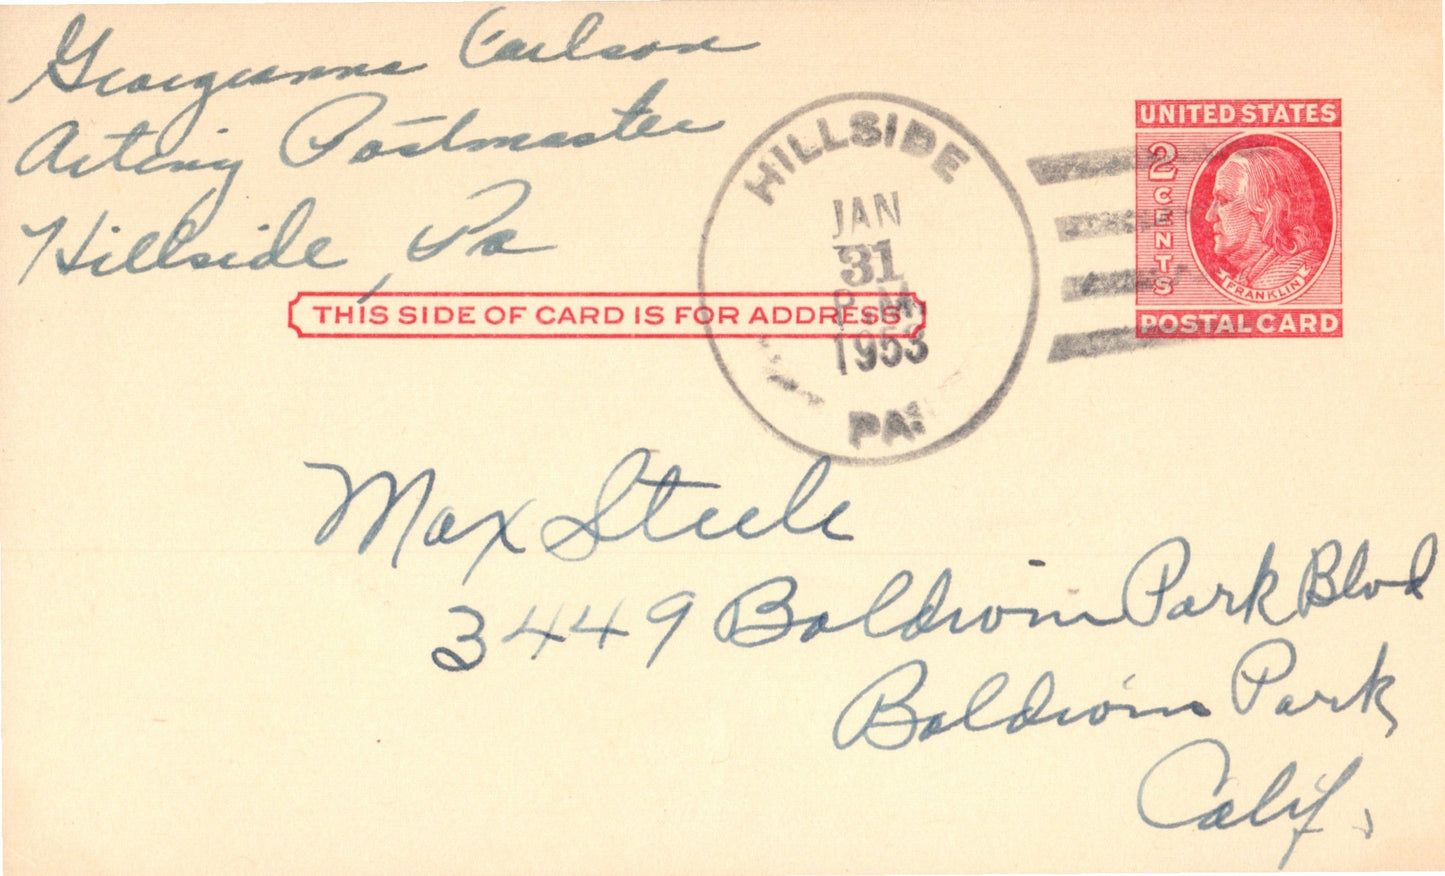 Georgeanna Carlson
Acting Postmaster
Hillside, Pa
THIS SIDE OF CARD IS FOR ADDRESS
HILLSIDE
JAN
31
P.M
1953
PA.
UNITED STATES
2 CENTS
FRANKLIN
POSTAL CARD
Max Steele
3449 Baldwin Park Blvd
Baldwin Park,
Calif.